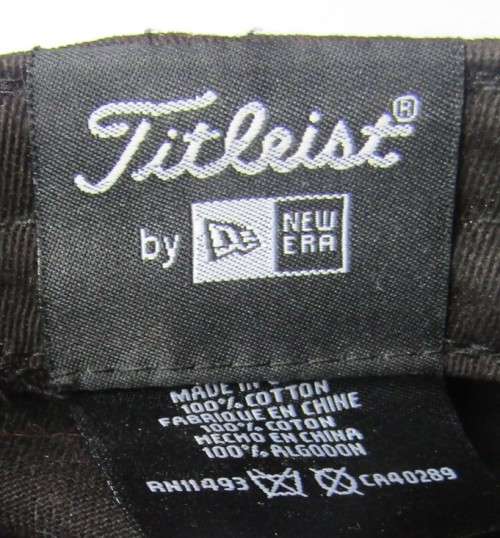 Titleist®
by NE NEW
ERA
MADE IN
100% COTTON
FABRIQUE EN CHINE
100% COTON
HECHO EN CHINA
100% ALGODON
RN11493 CA40289